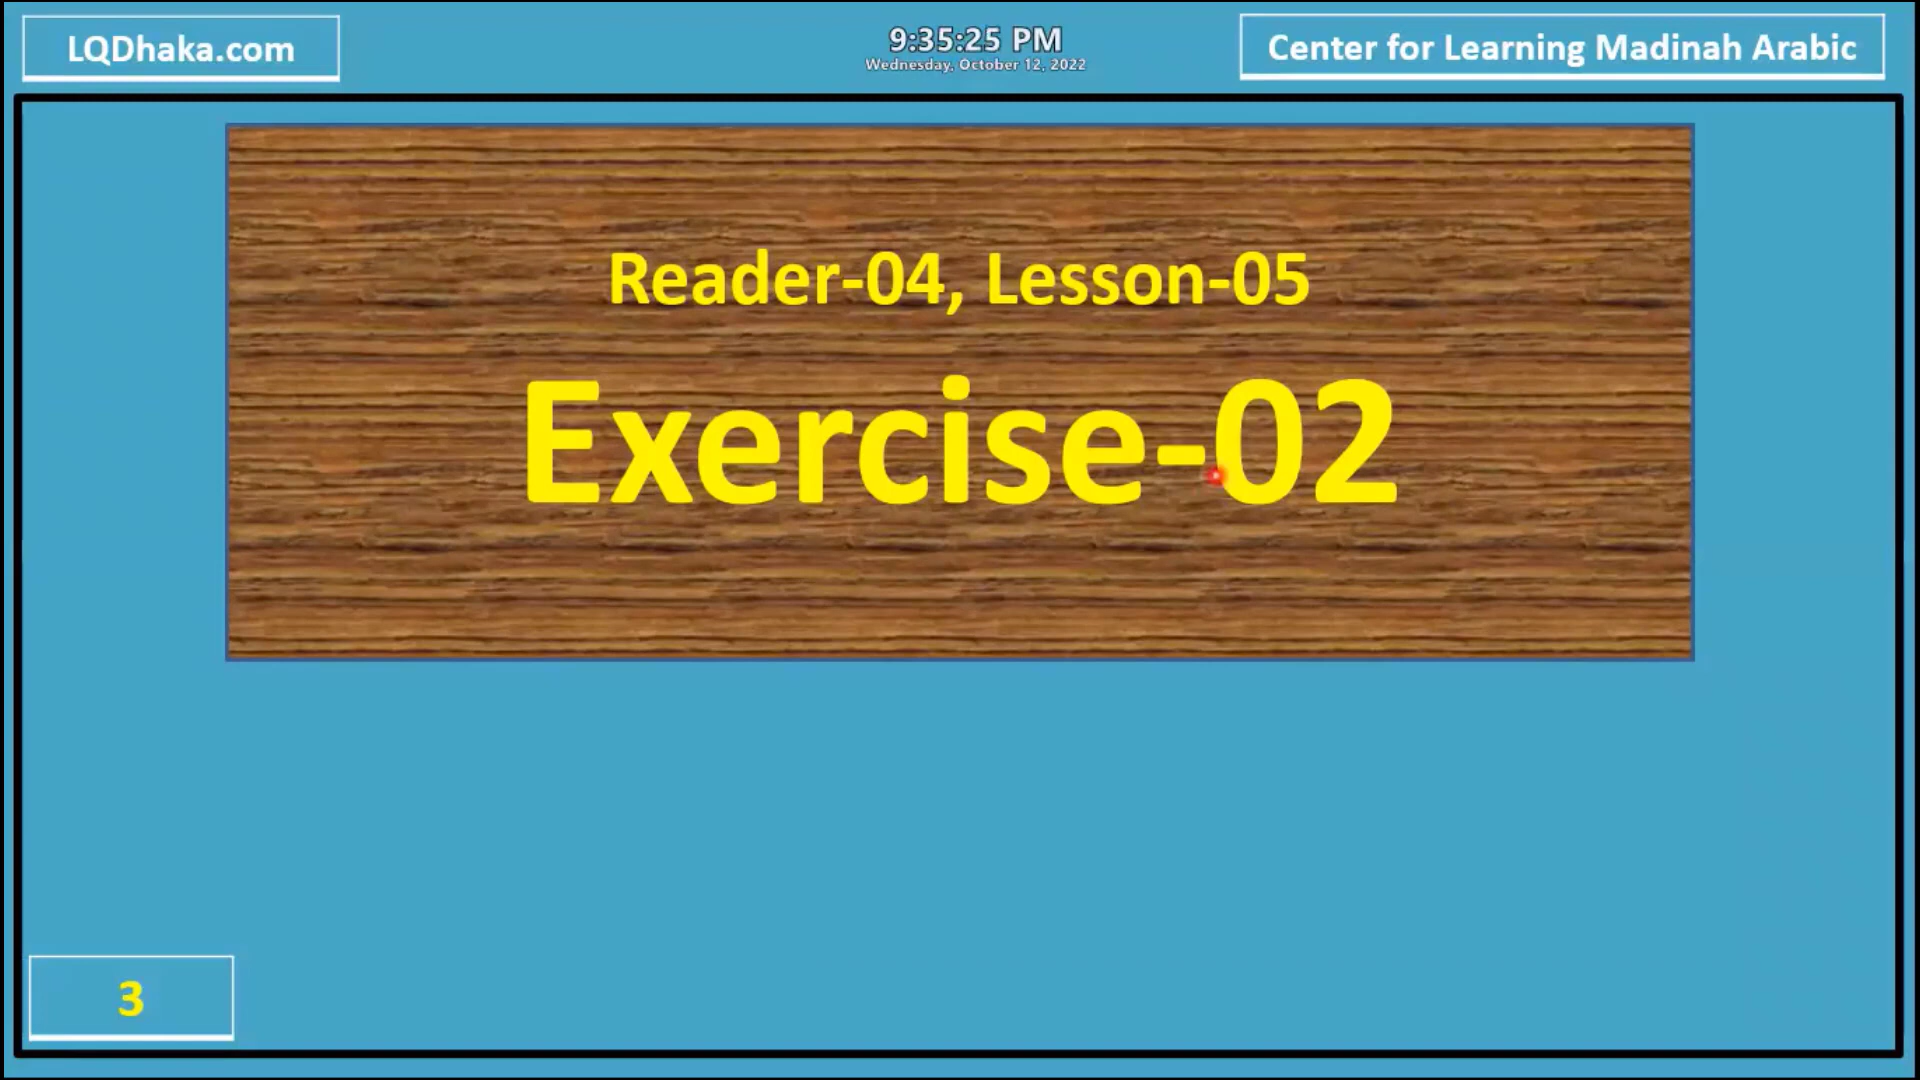 LQDhaka.com
9:35:25 PM
Wednesday, October 12, 2022
Center for Learning Madinah Arabic
Reader-04, Lesson-05
Exercise-02
3